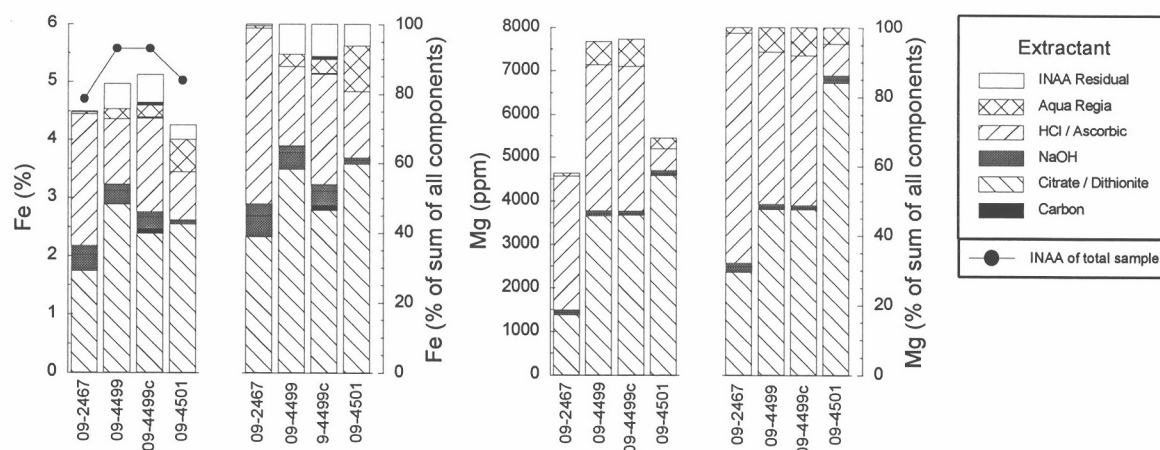 6
5
4
3
2
1
0
Fe (%)
09-2467
09-4499
09-4499c
09-4501
100
80
60
40
20
0
Fe (% of sum of all components)
09-2467
09-4499
9-4499c
09-4501
8000
7000
6000
5000
4000
3000
2000
1000
0
Mg (ppm)
09-2467
09-4499
09-4499c
09-4501
100
80
60
40
20
0
Mg (% of sum of all components)
09-2467
09-4499
09-4499c
09-4501
Extractant
INAA Residual
Aqua Regia
HCl / Ascorbic
NaOH
Citrate / Dithionite
Carbon
INAA of total sample